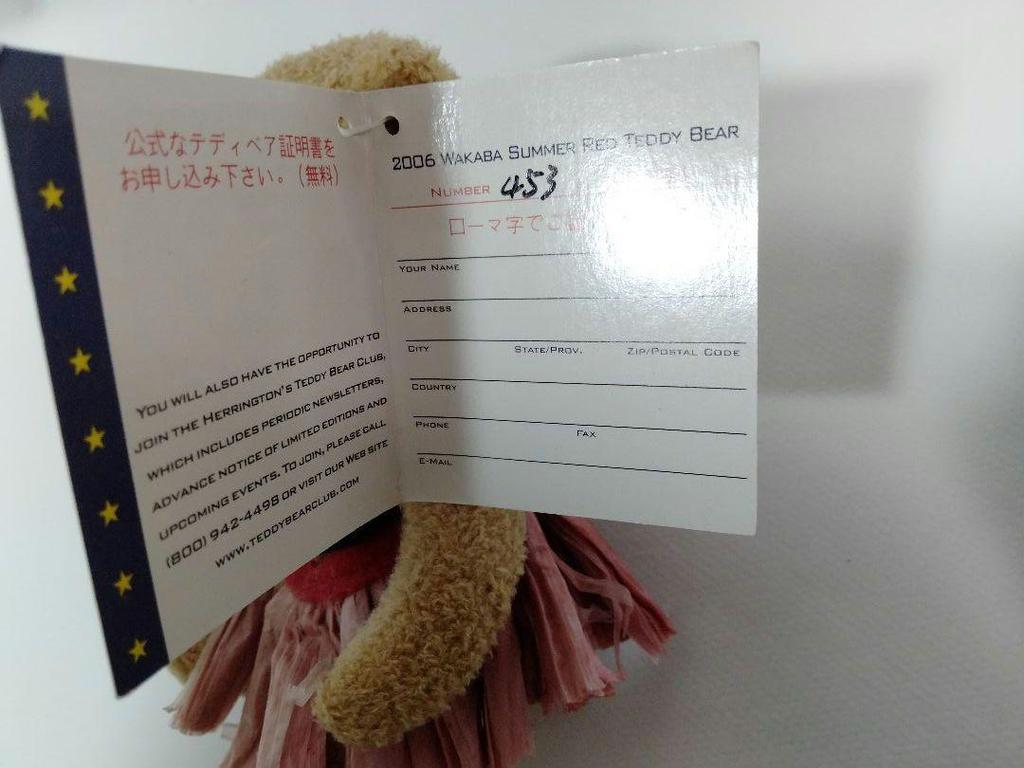 公式なテディベア証明書を
お申し込み下さい。(無料)
YOU WILL ALSO HAVE THE OPPORTUNITY TO
JOIN THE HERRINGTON'S TEDDY BEAR CLUB,
WHICH INCLUDES PERIODIC NEWSLETTERS,
ADVANCE NOTICE OF LIMITED EDITIONS AND
UPCOMING EVENTS. TO JOIN, PLEASE CALL
(800) 942-4498 OR VISIT OUR WEB SITE
WWW.TEDDYBEARCLUB.COM
2006 WAKABA SUMMER RED TEDDY BEAR
NUMBER 453
ローマ字でご
YOUR NAME
ADDRESS
CITY STATE/PROV. ZIP/POSTAL CODE
COUNTRY
PHONE FAX
E-MAIL